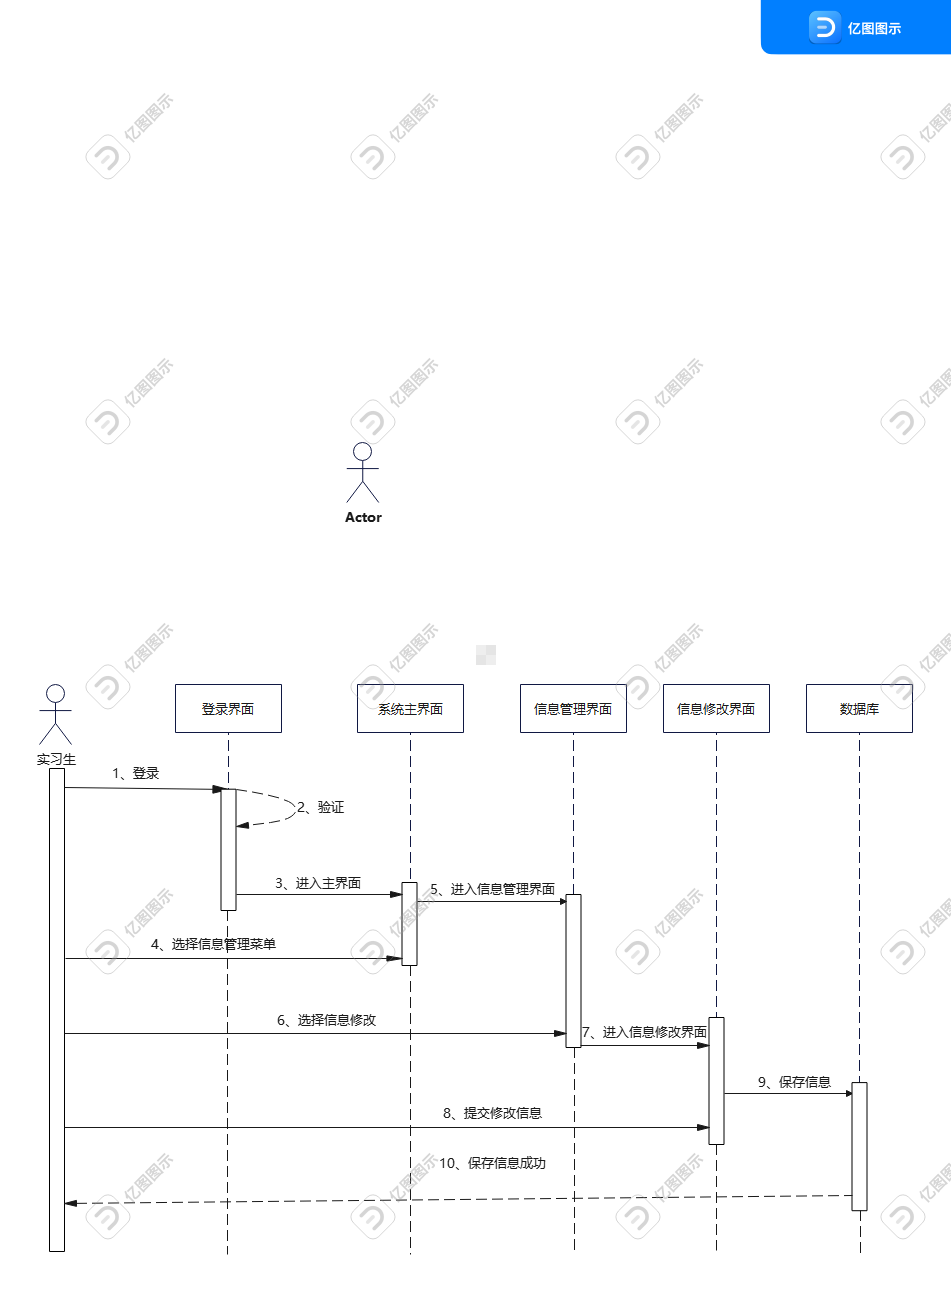 亿图图示
Actor
实习生
登录界面
系统主界面
信息管理界面
信息修改界面
数据库
1、登录
2、验证
3、进入主界面
5、进入信息管理界面
4、选择信息管理菜单
6、选择信息修改
7、进入信息修改界面
9、保存信息
8、提交修改信息
10、保存信息成功